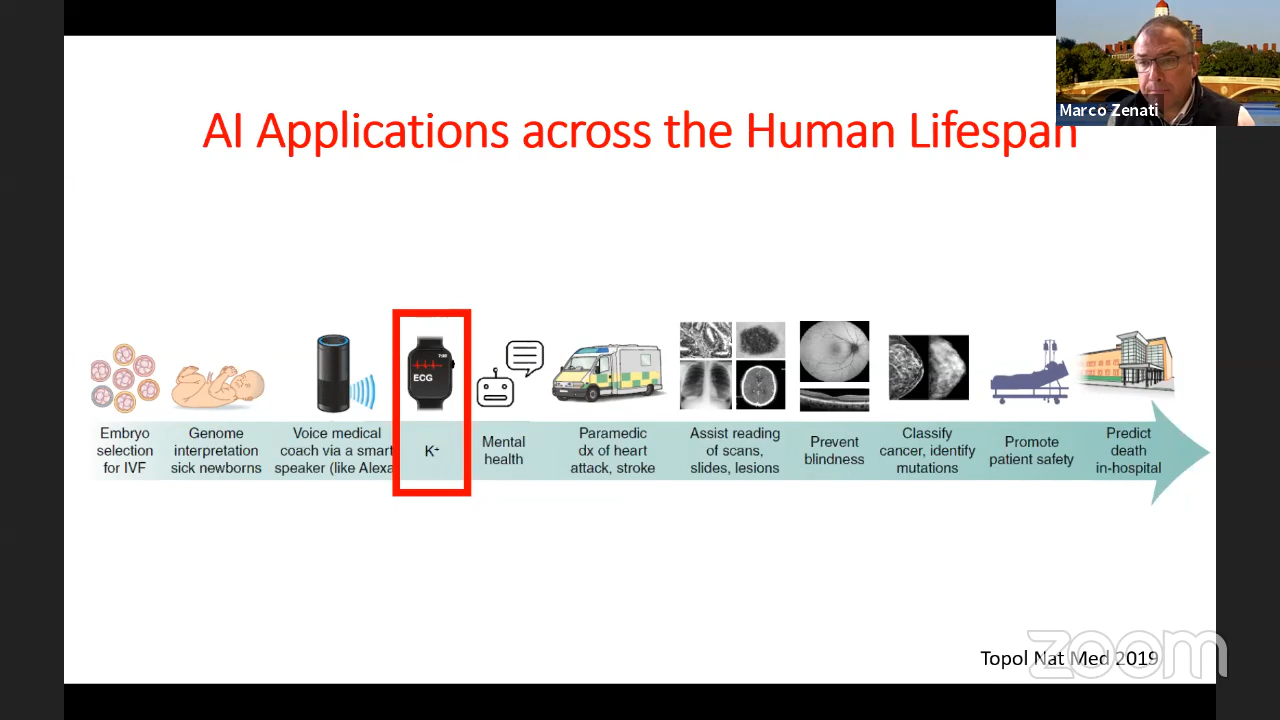 Marco Zenati
AI Applications across the Human Lifespan
7:00
ECG
Embryo
selection
for IVF
Genome
interpretation
sick newborns
Voice medical
coach via a smart
speaker (like Alexa
K+
Mental
health
Paramedic
dx of heart
attack, stroke
Assist reading
of scans,
slides, lesions
Prevent
blindness
Classify
cancer, identify
mutations
Promote
patient safety
Predict
death
in-hospital
Topol Nat Med 2019
zoom